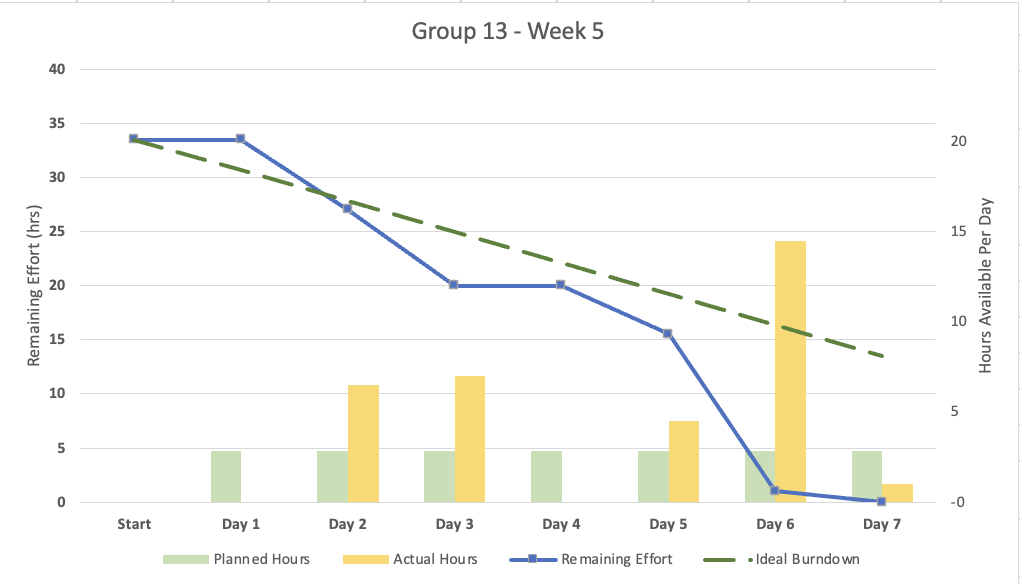 Group 13 - Week 5
Remaining Effort (hrs)
40
35
30
25
20
15
10
5
0
20
15
10
5
-0
Hours Available Per Day
Start Day 1 Day 2 Day 3 Day 4 Day 5 Day 6 Day 7
Planned Hours Actual Hours Remaining Effort Ideal Burndown